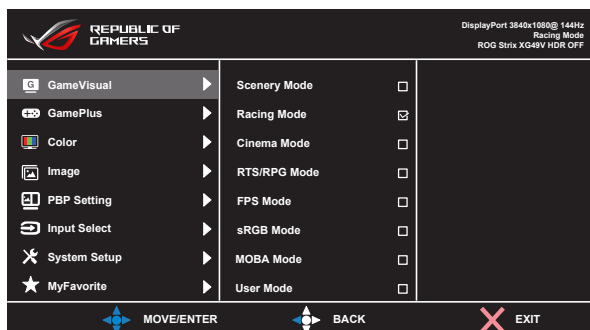 REPUBLIC OF
GAMERS
DisplayPort 3840x1080@ 144Hz
Racing Mode
ROG Strix XG49V HDR OFF
G GameVisual
GamePlus
Color
Image
PBP Setting
Input Select
System Setup
MyFavorite
Scenery Mode
Racing Mode
Cinema Mode
RTS/RPG Mode
FPS Mode
sRGB Mode
MOBA Mode
User Mode
MOVE/ENTER
BACK
EXIT